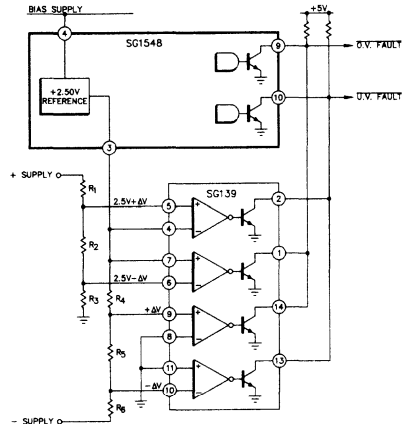 BIAS SUPPLY
+5V
4
SG1548
9
O.V. FAULT
+2.50V
REFERENCE
10
U.V. FAULT
3
+ SUPPLY
R1
SG139
2.5V+ΔV
5
+
2
4
-
R2
7
+
1
2.5V-ΔV
6
-
R3
R4
+ΔV
9
+
14
8
-
R5
11
+
13
-ΔV
10
-
R6
- SUPPLY